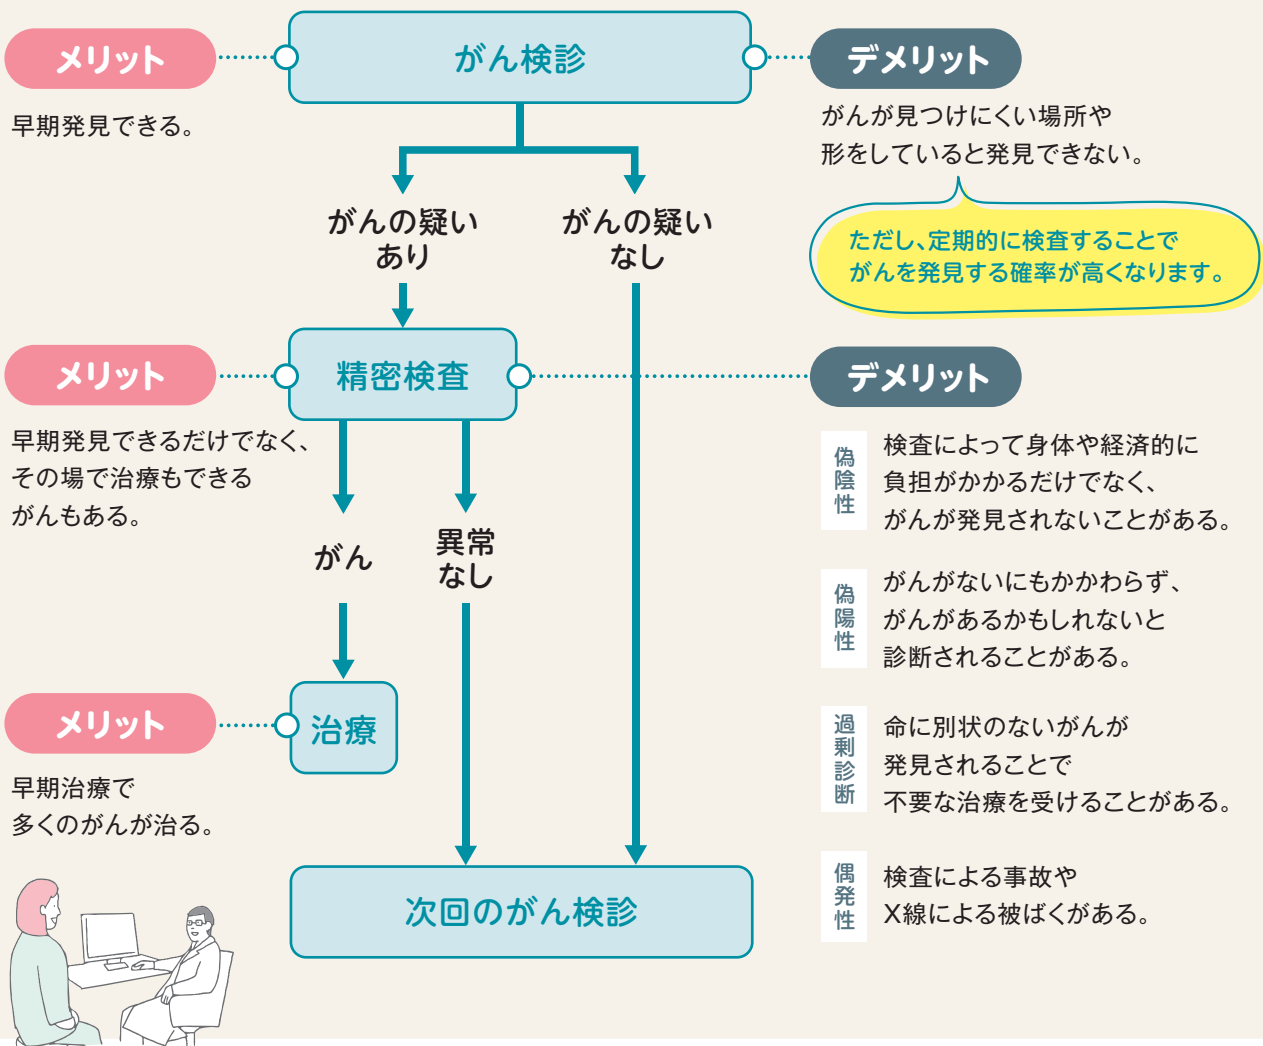 メリット
がん検診
デメリット
早期発見できる。
がんが見つけにくい場所や
形をしていると発見できない。
がんの疑い
あり
がんの疑い
なし
ただし、定期的に検査することで
がんを発見する確率が高くなります。
メリット
精密検査
デメリット
早期発見できるだけでなく、
その場で治療もできる
がんもある。
偽陰性
検査によって身体や経済的に
負担がかかるだけでなく、
がんが発見されないことがある。
がん
異常
なし
偽陽性
がんがないにもかかわらず、
がんがあるかもしれないと
診断されることがある。
メリット
治療
過剰診断
命に別状のないがんが
発見されることで
不要な治療を受けることがある。
早期治療で
多くのがんが治る。
次回のがん検診
偶発性
検査による事故や
X線による被ばくがある。